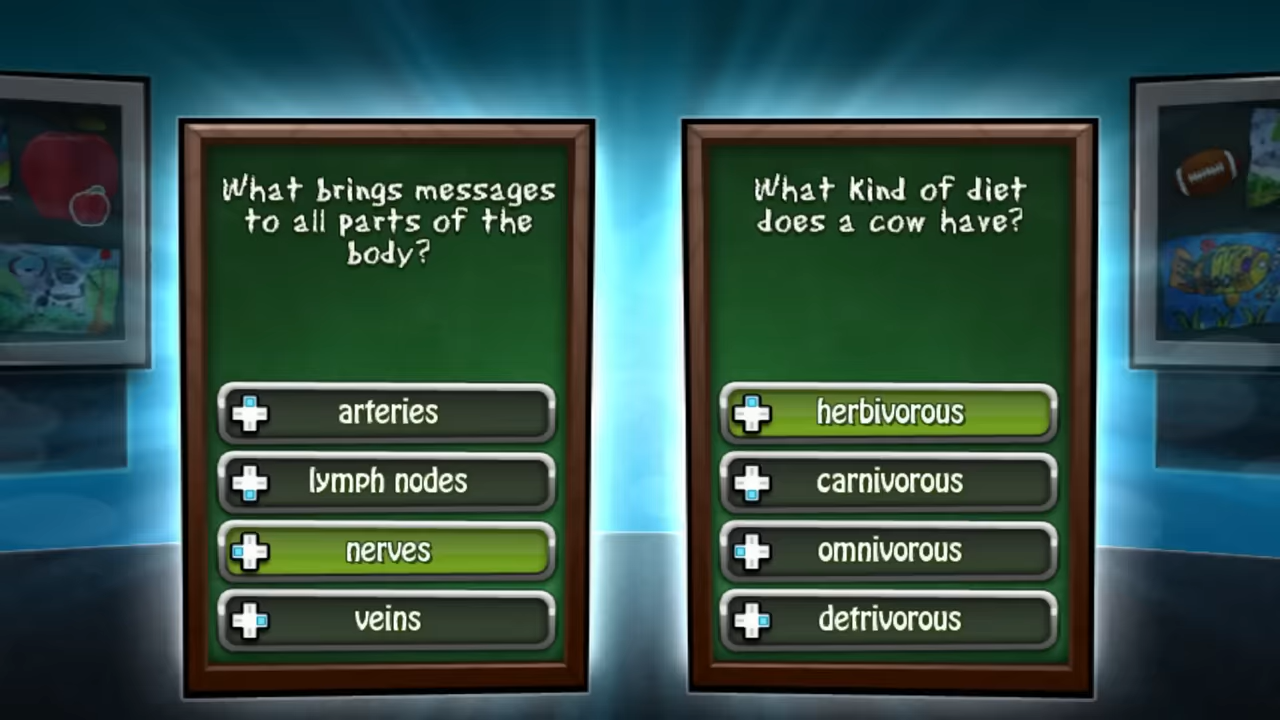 What brings messages
to all parts of the
body?
arteries
lymph nodes
nerves
veins
What kind of diet
does a cow have?
herbivorous
carnivorous
omnivorous
detrivorous